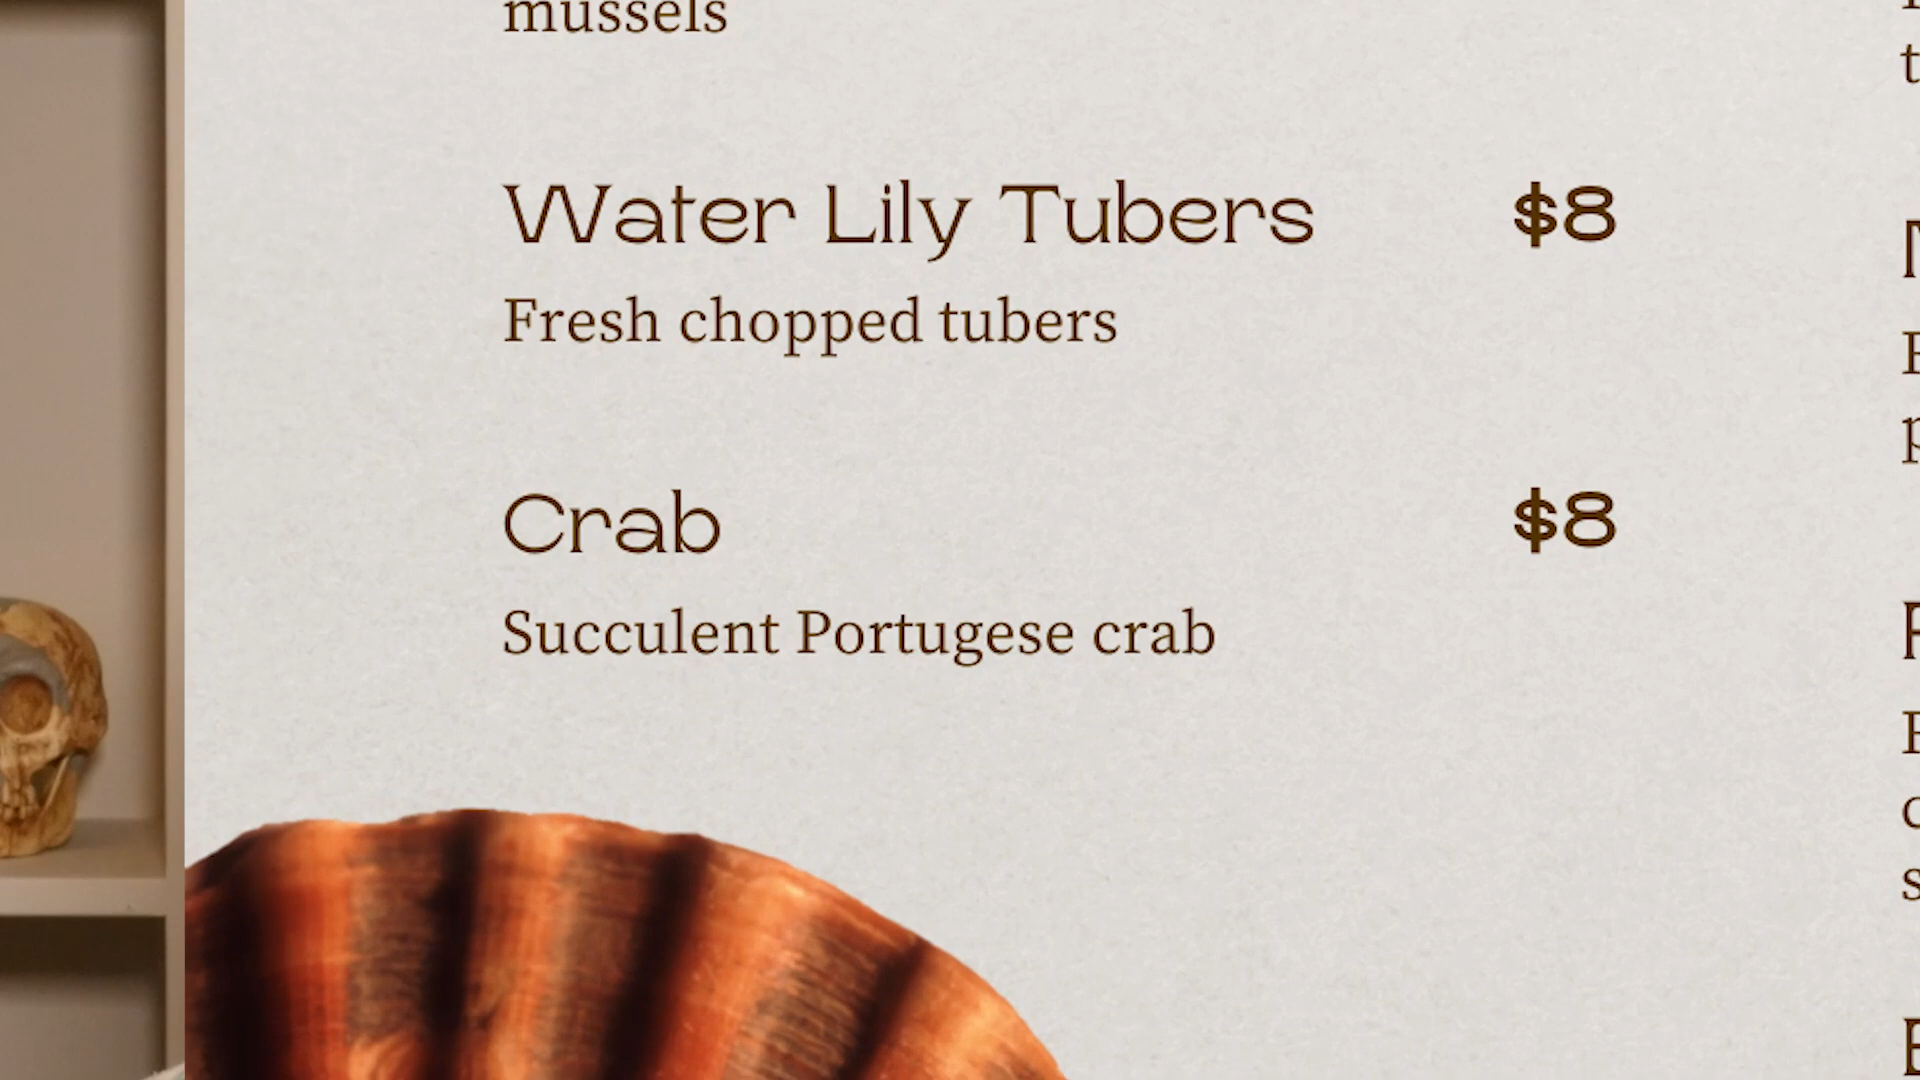 mussels
Water Lily Tubers $8
Fresh chopped tubers
Crab $8
Succulent Portugese crab